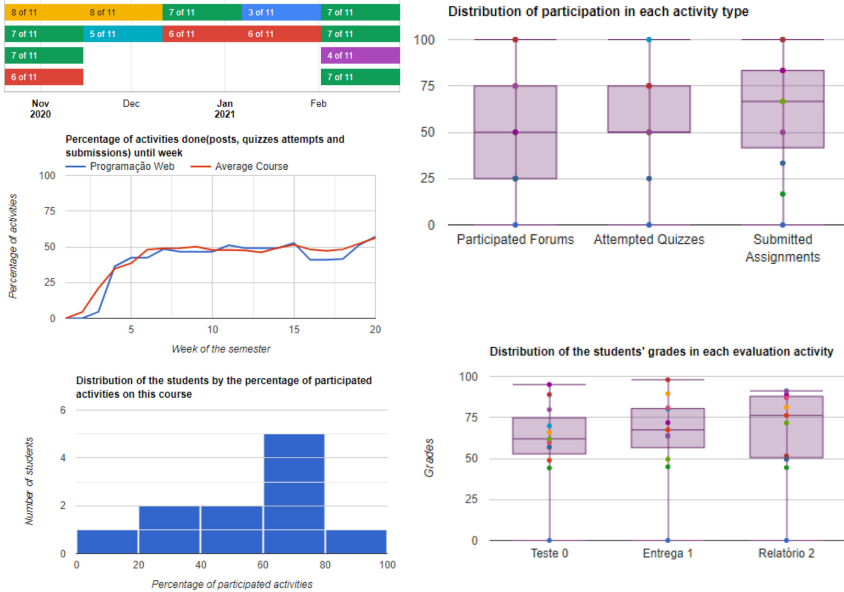 8 of 11
8 of 11
7 of 11
3 of 11
7 of 11
7 of 11
5 of 11
6 of 11
6 of 11
7 of 11
7 of 11
4 of 11
6 of 11
7 of 11
Nov
2020
Dec
Jan
2021
Feb
Percentage of activities done(posts, quizzes attempts and
submissions) until week
Programação Web
Average Course
100
75
50
25
0
Percentage of activities
5
10
15
20
Week of the semester
Distribution of the students by the percentage of participated
activities on this course
6
4
2
0
Number of students
0
20
40
60
80
100
Percentage of participated activities
Distribution of participation in each activity type
100
75
50
25
0
Participated Forums
Attempted Quizzes
Submitted
Assignments
Distribution of the students' grades in each evaluation activity
100
75
50
25
0
Grades
Teste 0
Entrega 1
Relatório 2